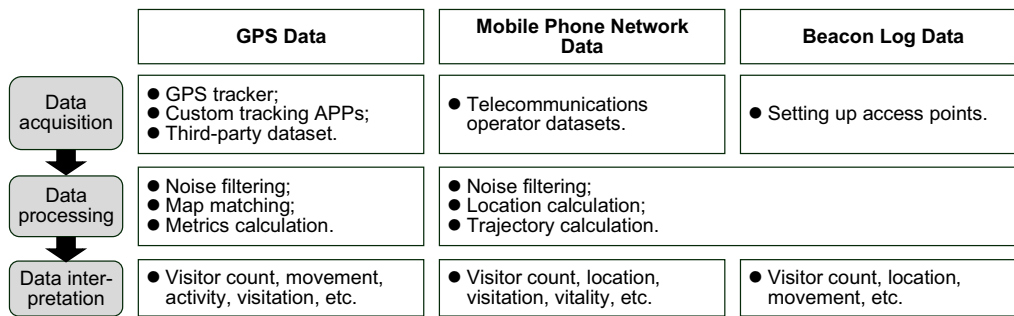 GPS Data
Mobile Phone Network
Data
Beacon Log Data
Data
acquisition
● GPS tracker;
● Custom tracking APPs;
● Third-party dataset.
● Telecommunications
operator datasets.
● Setting up access points.
Data
processing
● Noise filtering;
● Map matching;
● Metrics calculation.
● Noise filtering;
● Location calculation;
● Trajectory calculation.
Data inter-
pretation
● Visitor count, movement,
activity, visitation, etc.
● Visitor count, location,
visitation, vitality, etc.
● Visitor count, location,
movement, etc.